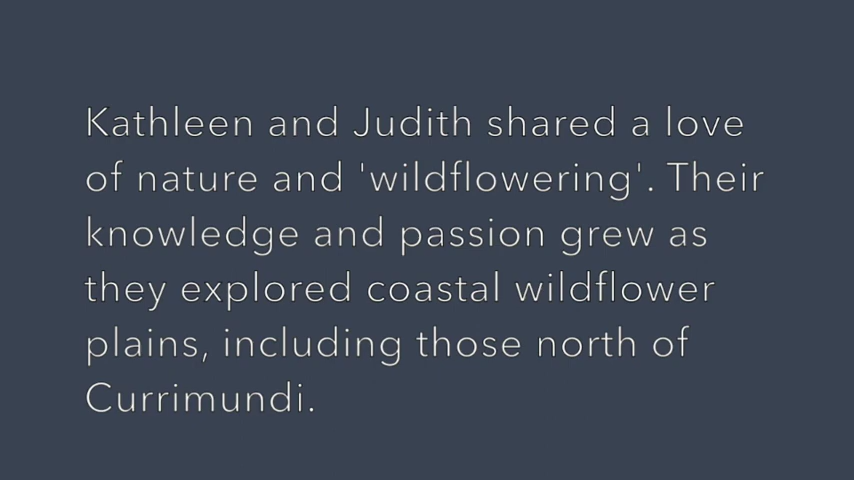 Kathleen and Judith shared a love
of nature and 'wildflowering'. Their
knowledge and passion grew as
they explored coastal wildflower
plains, including those north of
Currimundi.